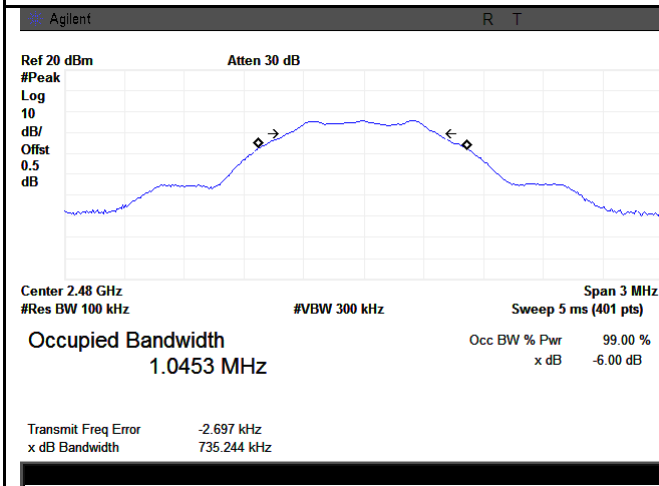 Agilent R T
Ref 20 dBm Atten 30 dB
#Peak
Log
10
dB/
Offst
0.5
dB
Center 2.48 GHz Span 3 MHz
#Res BW 100 kHz #VBW 300 kHz Sweep 5 ms (401 pts)
Occupied Bandwidth Occ BW % Pwr 99.00 %
1.0453 MHz x dB -6.00 dB
Transmit Freq Error -2.697 kHz
x dB Bandwidth 735.244 kHz